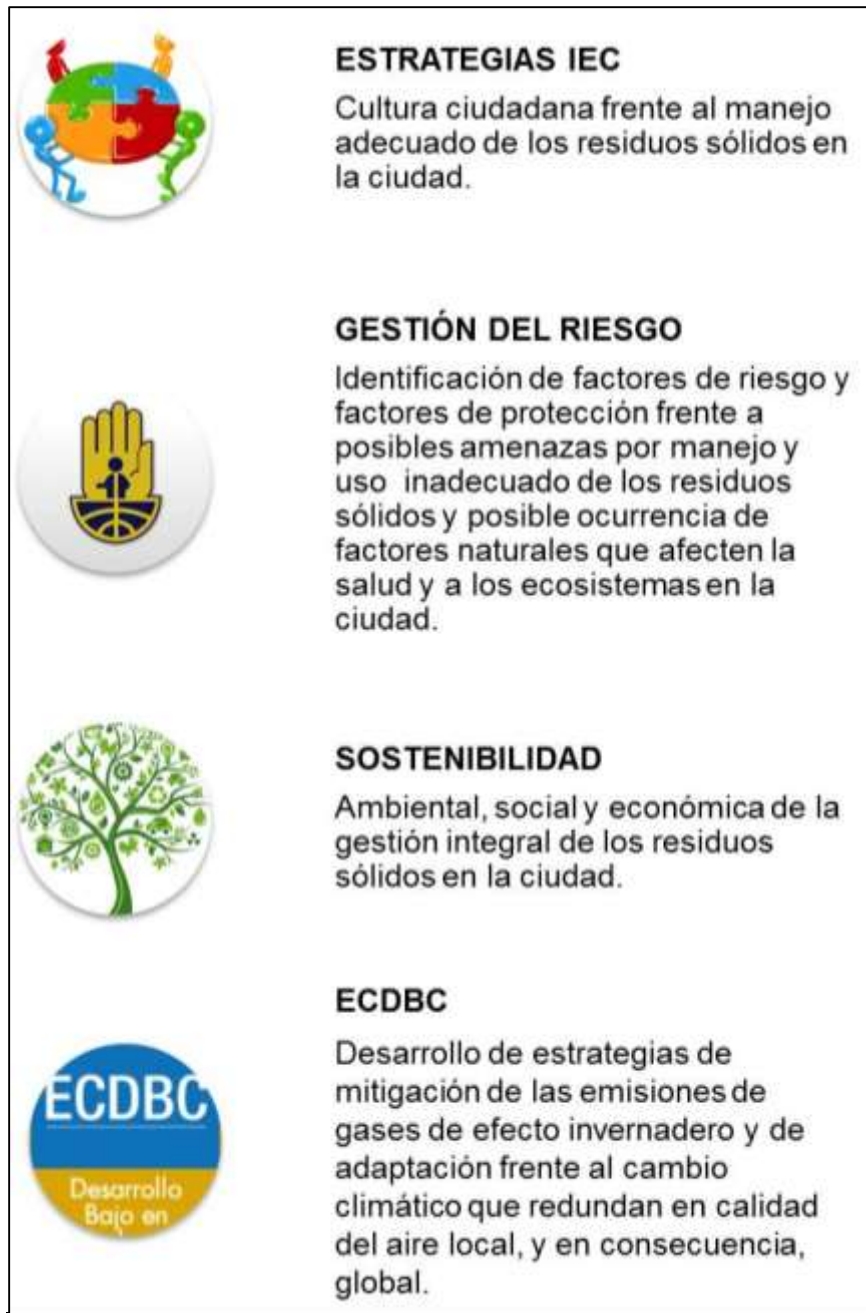 ESTRATEGIAS IEC
Cultura ciudadana frente al manejo
adecuado de los residuos sólidos en
la ciudad.
GESTIÓN DEL RIESGO
Identificación de factores de riesgo y
factores de protección frente a
posibles amenazas por manejo y
uso inadecuado de los residuos
sólidos y posible ocurrencia de
factores naturales que afecten la
salud y a los ecosistemas en la
ciudad.
SOSTENIBILIDAD
Ambiental, social y económica de la
gestión integral de los residuos
sólidos en la ciudad.
ECDBC
ECDBC
Desarrollo
Bajo en
Desarrollo de estrategias de
mitigación de las emisiones de
gases de efecto invernadero y de
adaptación frente al cambio
climático que redundan en calidad
del aire local, y en consecuencia,
global.